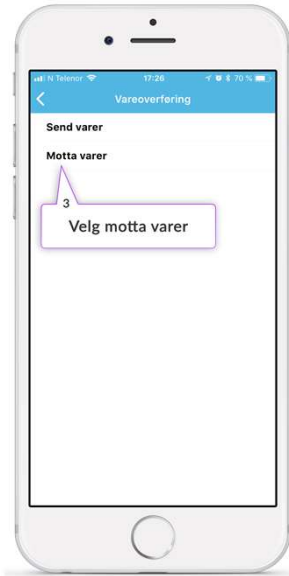 N Telenor 17:26 70 %
Vareoverføring
Send varer
Motta varer
3
Velg motta varer